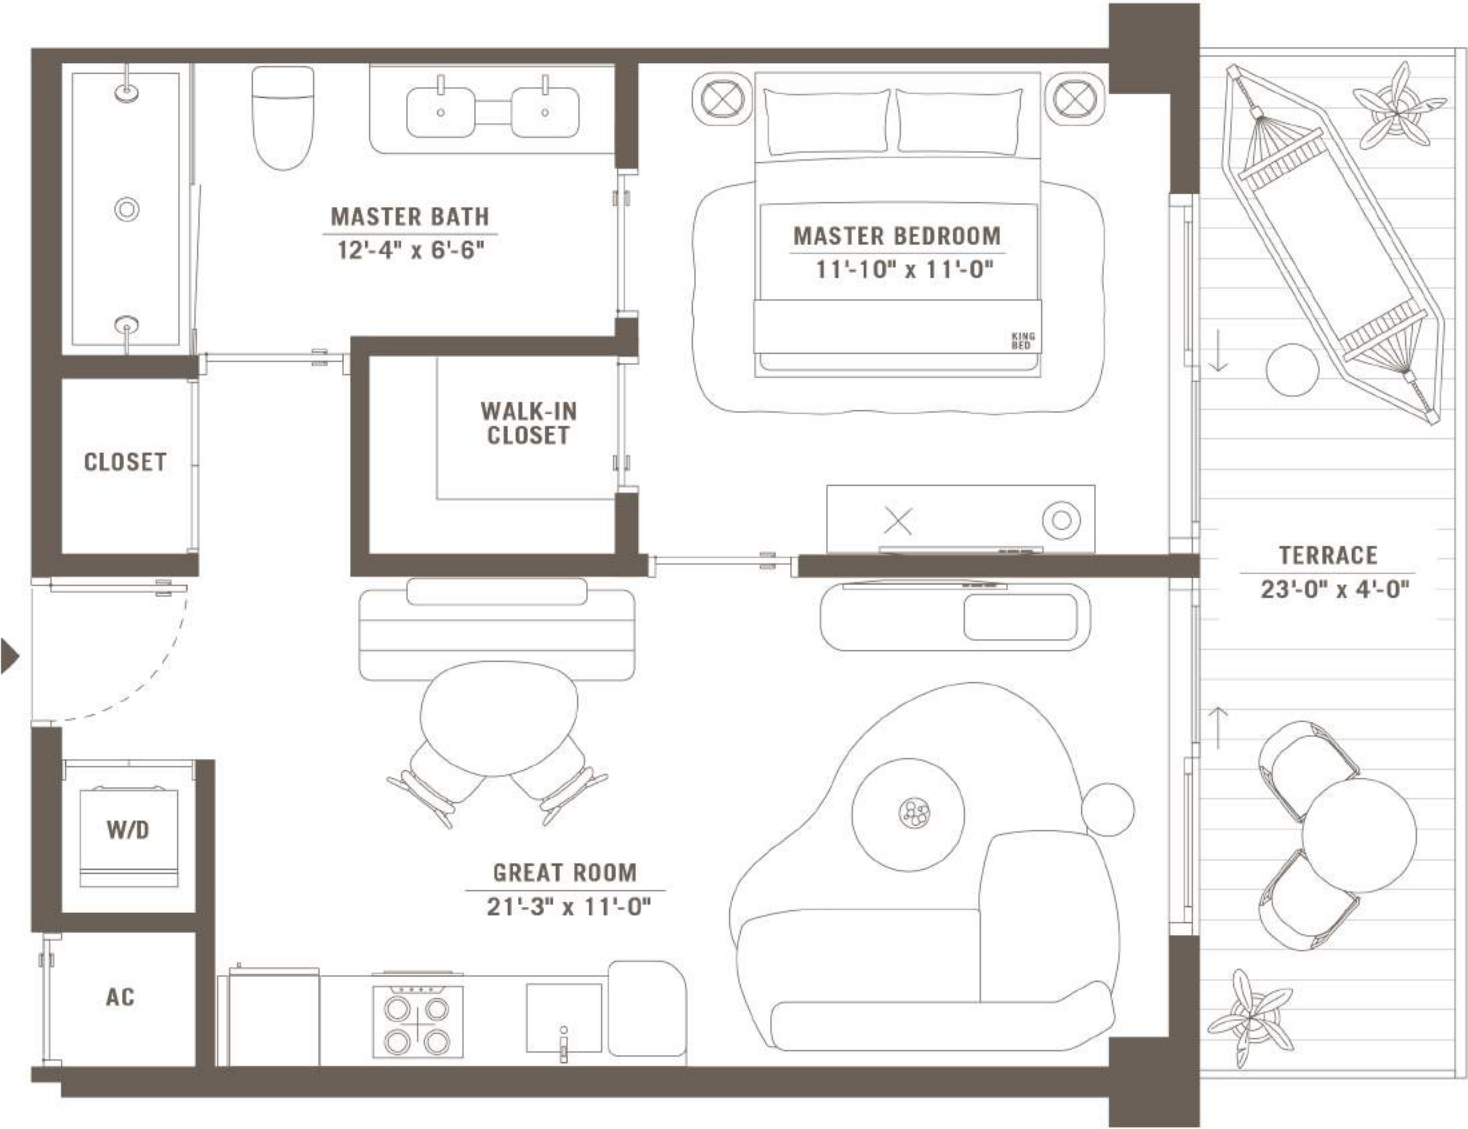 MASTER BATH
12'-4" x 6'-6"
MASTER BEDROOM
11'-10" x 11'-0"
KING
BED
WALK-IN
CLOSET
CLOSET
TERRACE
23'-0" x 4'-0"
W/D
GREAT ROOM
21'-3" x 11'-0"
AC